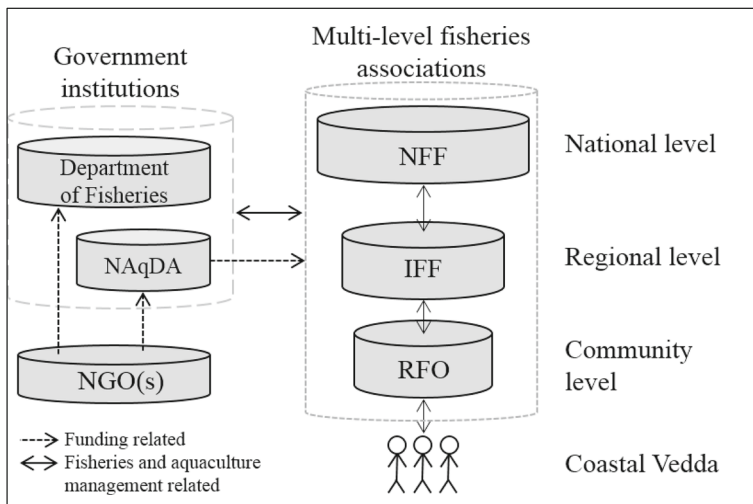 Government
institutions
Multi-level fisheries
associations
Department
of Fisheries
NFF
National level
NAqDA
IFF
Regional level
NGO(s)
RFO
Community
level
Funding related
Fisheries and aquaculture
management related
Coastal Vedda